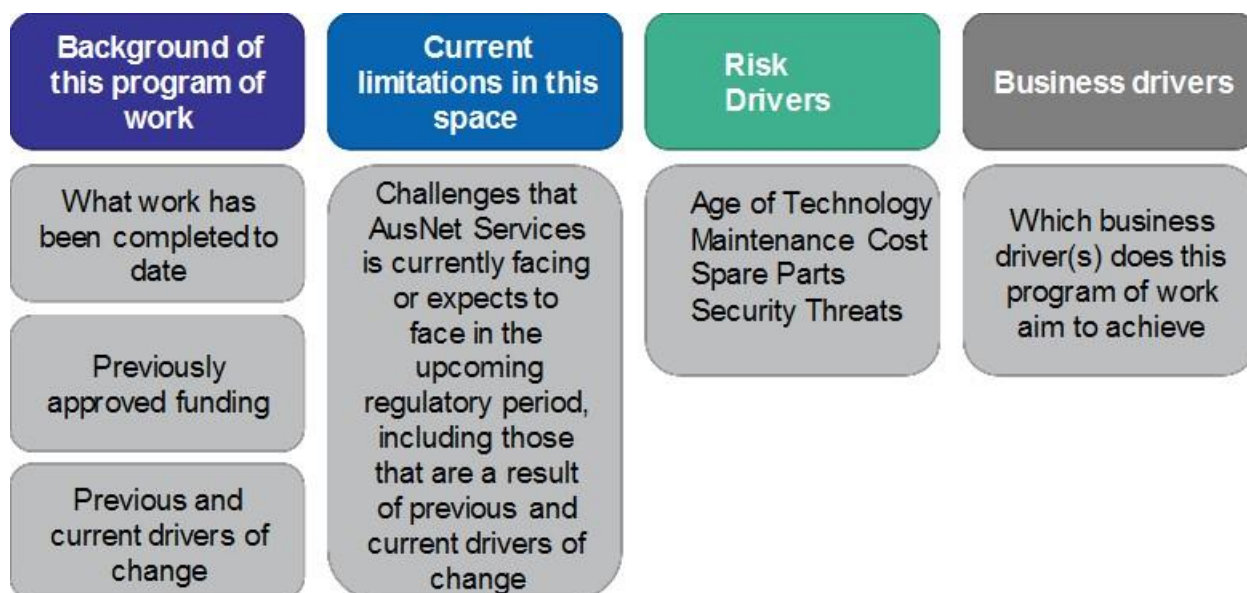 Background of
this program of
work
What work has
been completed to
date
Previously
approved funding
Previous and
current drivers of
change
Current
limitations in this
space
Challenges that
AusNet Services
is currently facing
or expects to
face in the
upcoming
regulatory period,
including those
that are a result
of previous and
current drivers of
change
Risk
Drivers
Age of Technology
Maintenance Cost
Spare Parts
Security Threats
Business drivers
Which business
driver(s) does this
program of work
aim to achieve